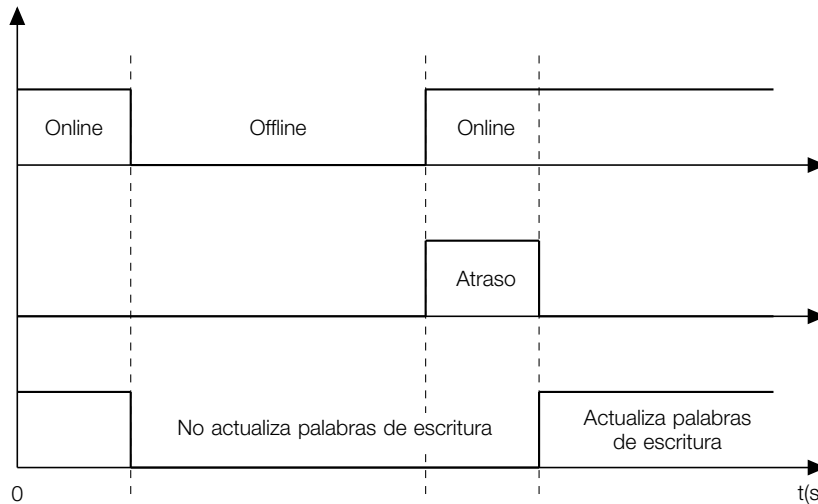 Online
Offline
Online
Atraso
No actualiza palabras de escritura
Actualiza palabras
de escritura
0
t(s